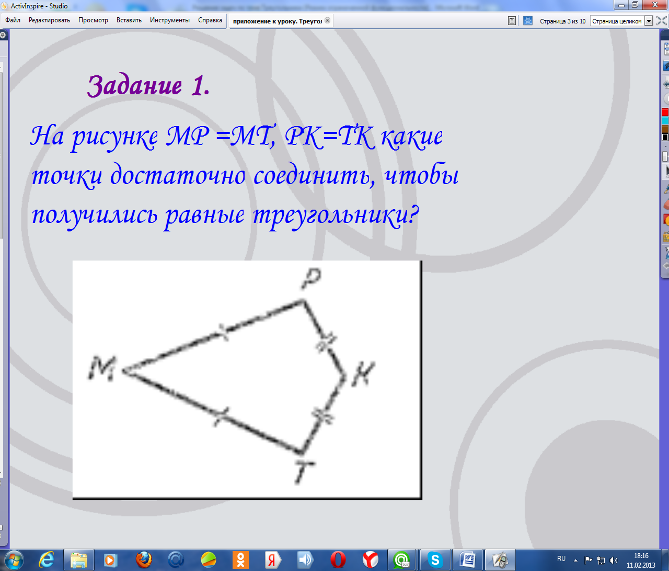 ActivInspire - Studio
Файл Редактировать Просмотр Вставить Инструменты Справка приложение к уроку. Треугол Страница 3 из 10 Страница целиком
Задание 1.
На рисунке МР =МТ, РК=ТК какие
точки достаточно соединить, чтобы
получились равные треугольники?
P
M
K
T
RU 18:16
11.02.2013